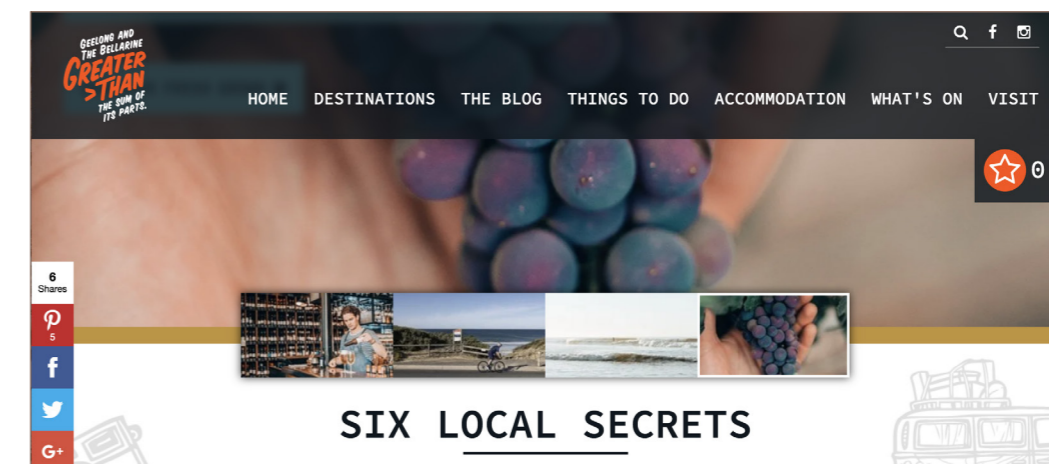 GEELONG AND
THE BELLARINE
GREATER
>THAN
THE SUM OF
ITS PARTS.
HOME DESTINATIONS THE BLOG THINGS TO DO ACCOMMODATION WHAT'S ON VISIT
0
6
Shares
5
SIX LOCAL SECRETS
G+